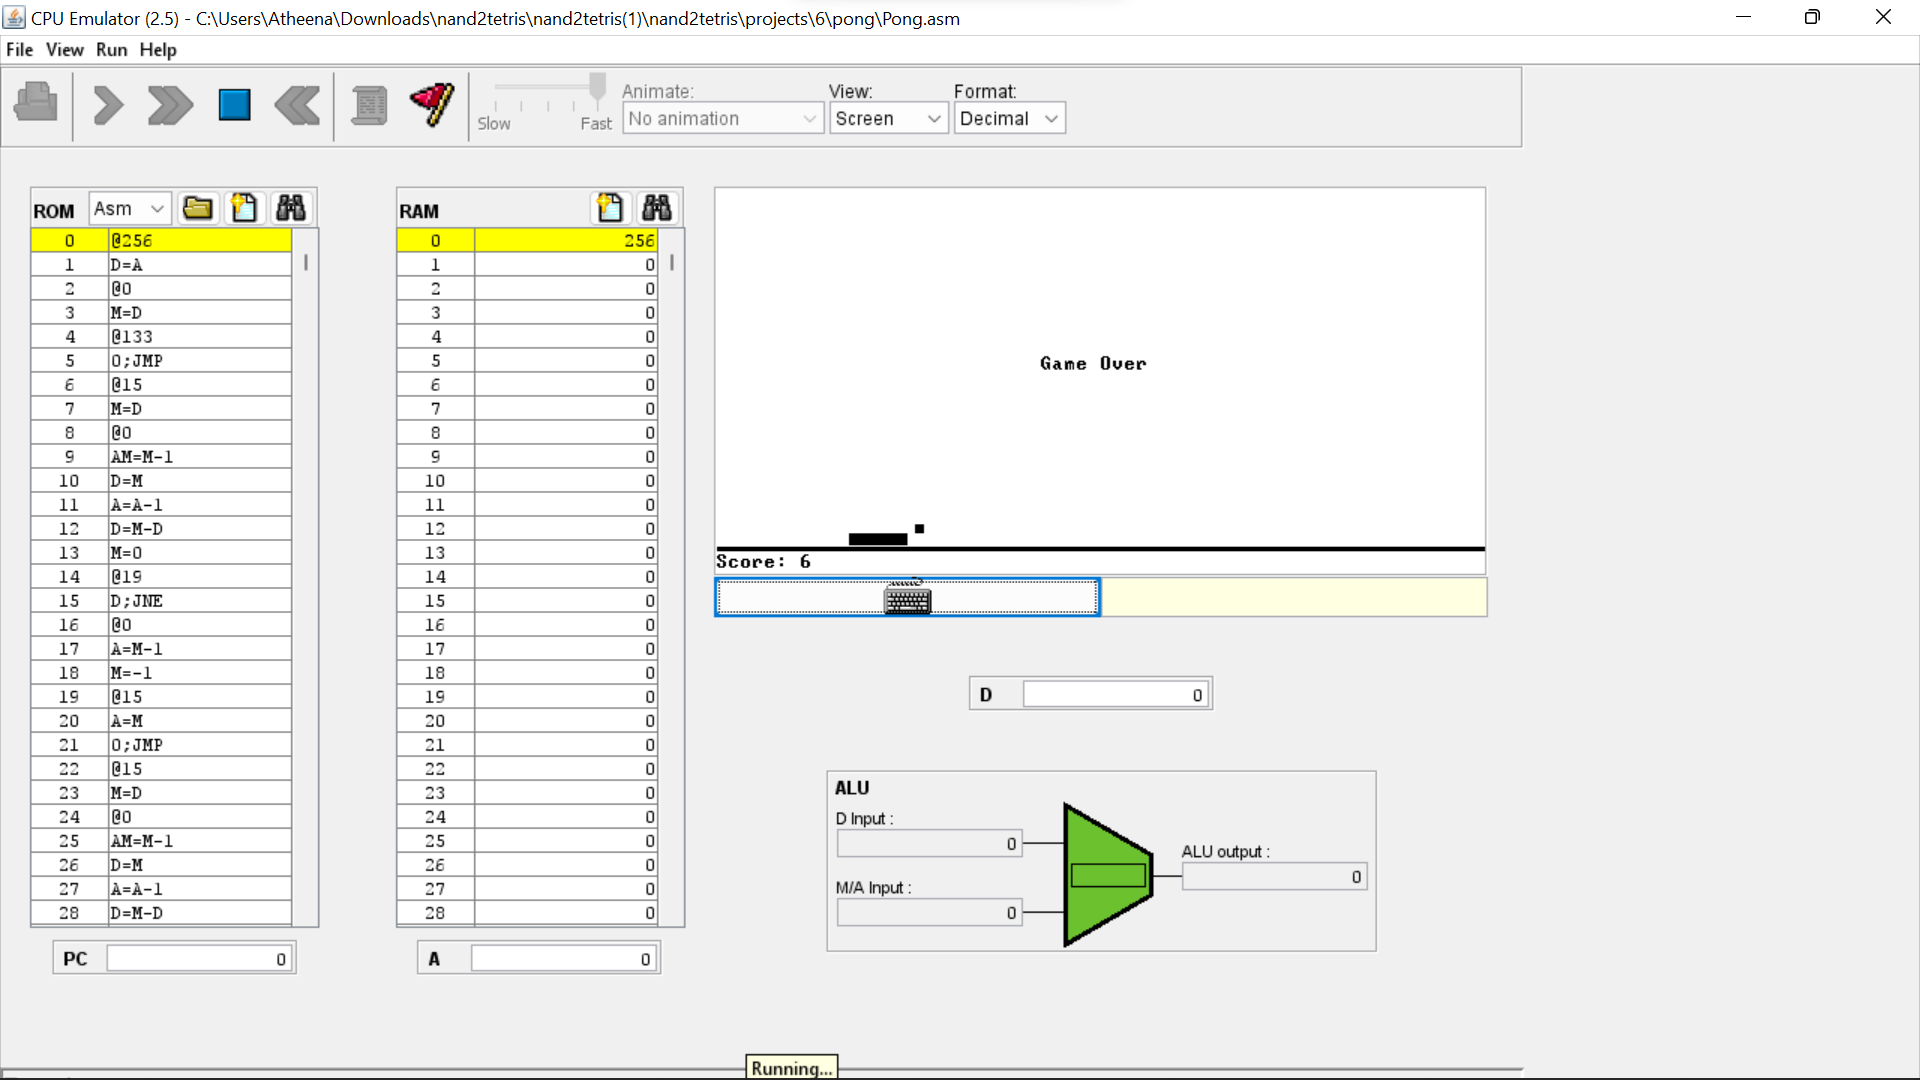 CPU Emulator (2.5) - C:\Users\Atheena\Downloads\nand2tetris\nand2tetris(1)\nand2tetris\projects\6\pong\Pong.asm
File View Run Help
Slow Fast
Animate:
No animation
View:
Screen
Format:
Decimal
ROM Asm
0 @256
1 D=A
2 @0
3 M=D
4 @133
5 0;JMP
6 @15
7 M=D
8 @0
9 AM=M-1
10 D=M
11 A=A-1
12 D=M-D
13 M=0
14 @19
15 D;JNE
16 @0
17 A=M-1
18 M=-1
19 @15
20 A=M
21 0;JMP
22 @15
23 M=D
24 @0
25 AM=M-1
26 D=M
27 A=A-1
28 D=M-D
PC 0
RAM
0 256
1 0
2 0
3 0
4 0
5 0
6 0
7 0
8 0
9 0
10 0
11 0
12 0
13 0
14 0
15 0
16 0
17 0
18 0
19 0
20 0
21 0
22 0
23 0
24 0
25 0
26 0
27 0
28 0
A 0
Game Over
Score: 6
D 0
ALU
D Input :
0
M/A Input :
0
ALU output :
0
Running...